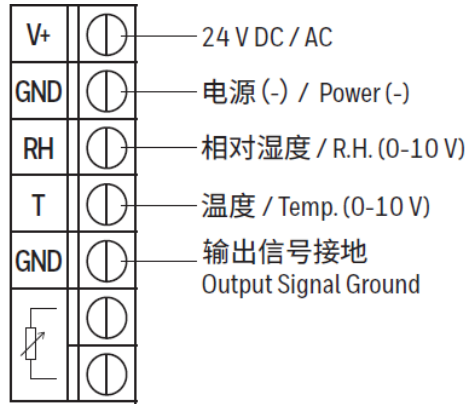 V+ 24 V DC / AC
GND 电源(-) / Power (-)
RH 相对湿度 / R.H. (0-10 V)
T 温度 / Temp. (0-10 V)
GND 输出信号接地
Output Signal Ground